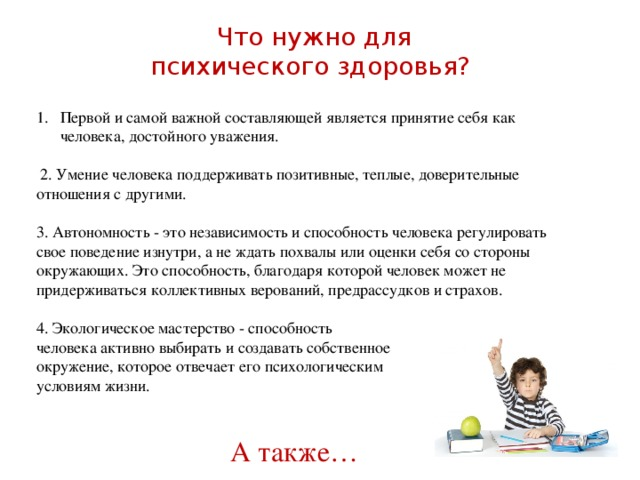 Что нужно для
психического здоровья?
1. Первой и самой важной составляющей является принятие себя как
человека, достойного уважения.
2. Умение человека поддерживать позитивные, теплые, доверительные
отношения с другими.
3. Автономность - это независимость и способность человека регулировать
свое поведение изнутри, а не ждать похвалы или оценки себя со стороны
окружающих. Это способность, благодаря которой человек может не
придерживаться коллективных верований, предрассудков и страхов.
4. Экологическое мастерство - способность
человека активно выбирать и создавать собственное
окружение, которое отвечает его психологическим
условиям жизни.
А также…